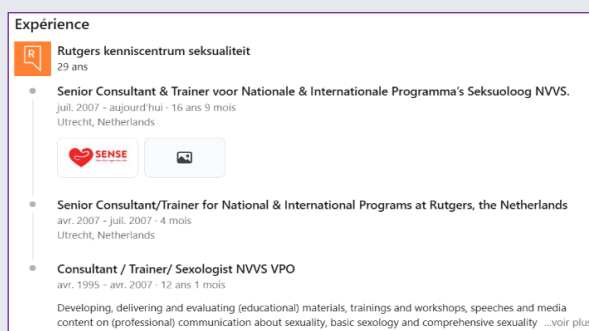 Expérience
R
Rutgers kenniscentrum seksualiteit
29 ans
Senior Consultant & Trainer voor Nationale & Internationale Programma's Seksuoloog NVVS.
juil. 2007 - aujourd'hui · 16 ans 9 mois
Utrecht, Netherlands
SENSE
Senior Consultant/Trainer for National & International Programs at Rutgers, the Netherlands
avr. 2007 - juil. 2007 · 4 mois
Utrecht, Netherlands
Consultant / Trainer/ Sexologist NVVS VPO
avr. 1995 - avr. 2007 · 12 ans 1 mois
Developing, delivering and evaluating (educational) materials, trainings and workshops, speeches and media
content on (professional) communication about sexuality, basic sexology and comprehensive sexuality ...voir plus